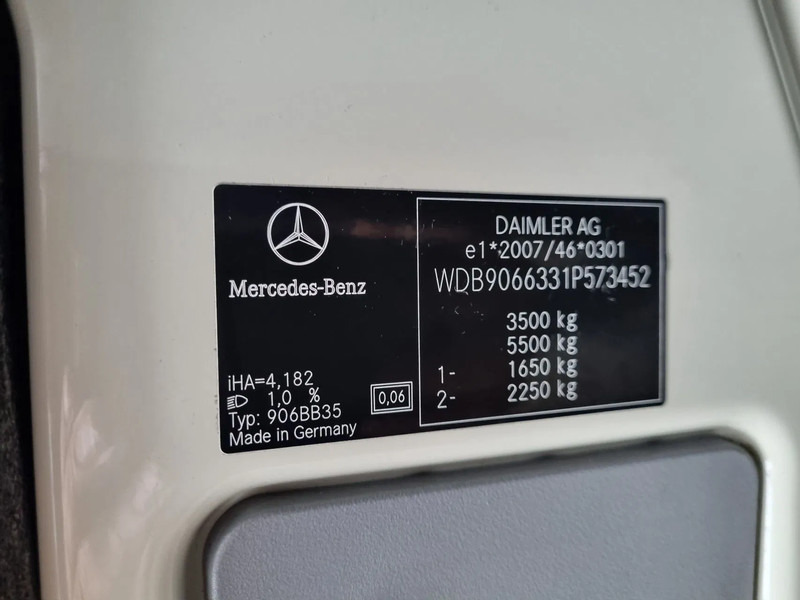 Mercedes-Benz
iHA=4,182
1,0 %
Typ: 906BB35
Made in Germany
0,06
DAIMLER AG
e1*2007/46*0301
WDB9066331P573452
3500 kg
5500 kg
1- 1650 kg
2- 2250 kg